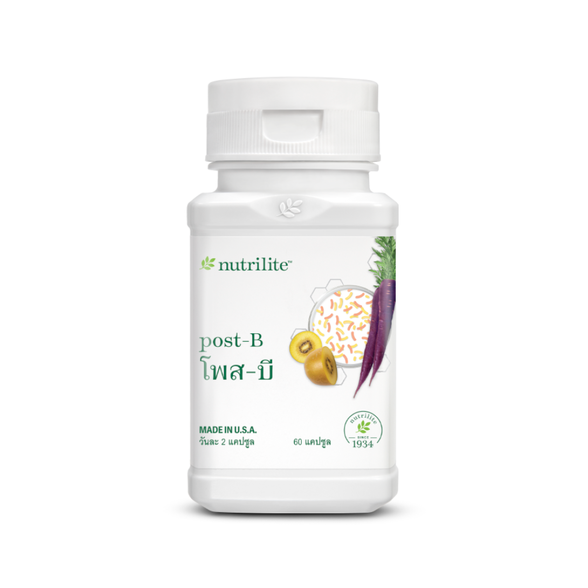 nutrilite™
post-B
โพส-บี
MADE IN U.S.A.
วันละ 2 แคปซูล
60 แคปซูล
nutrilite
SINCE
1934